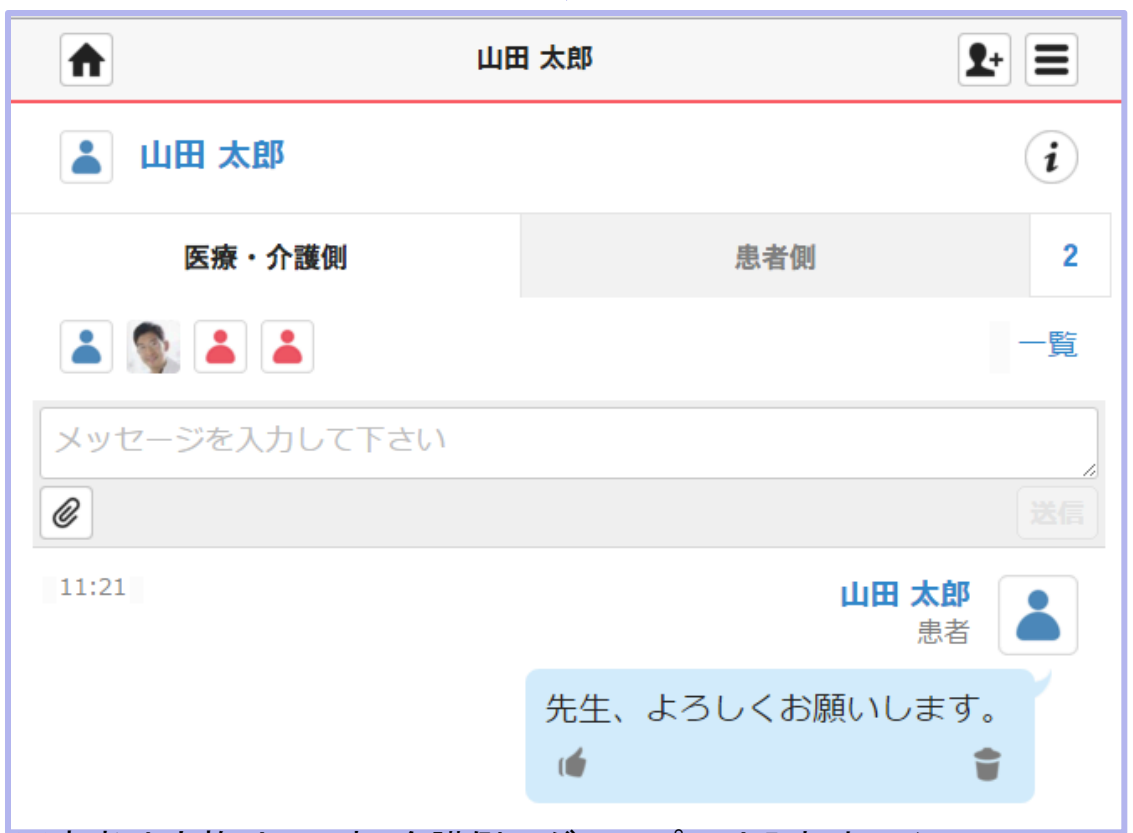 山田 太郎
山田 太郎
i
医療・介護側 患者側 2
一覧
メッセージを入力して下さい
送信
11:21
山田 太郎
患者
先生、よろしくお願いします。